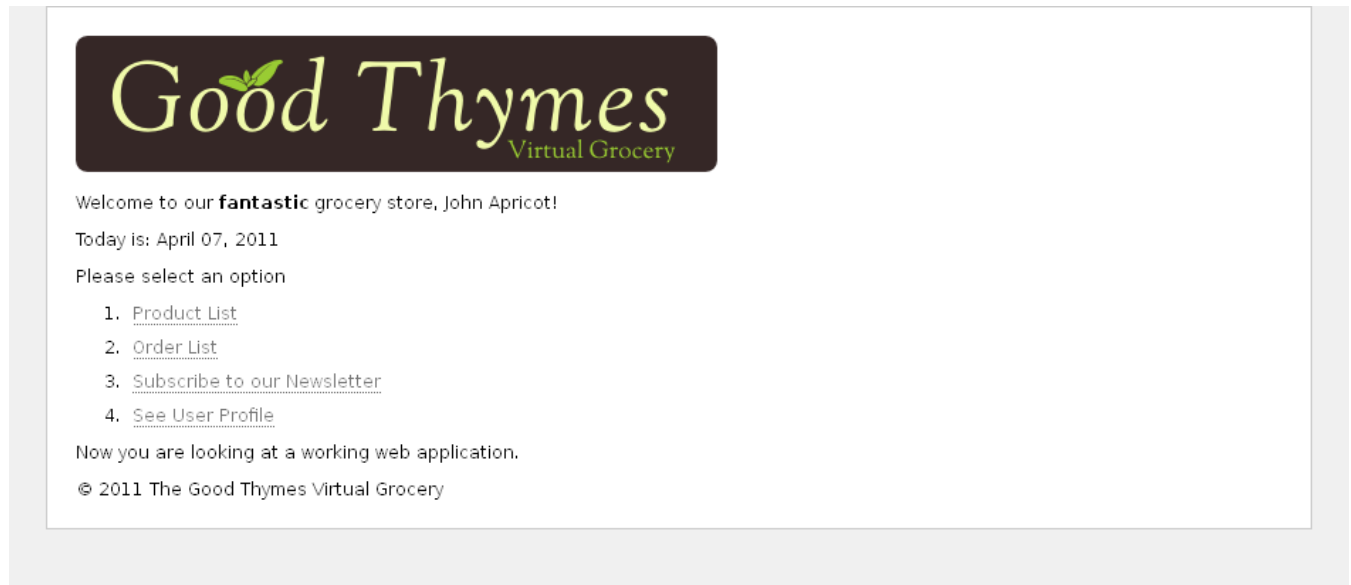 Good Thymes
Virtual Grocery
Welcome to our fantastic grocery store, John Apricot!
Today is: April 07, 2011
Please select an option
1. Product List
2. Order List
3. Subscribe to our Newsletter
4. See User Profile
Now you are looking at a working web application.
© 2011 The Good Thymes Virtual Grocery